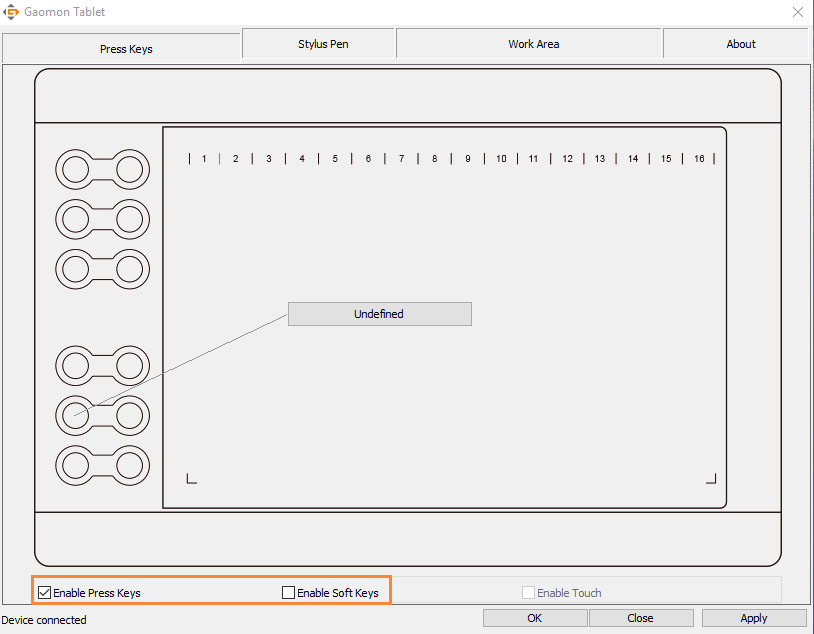 Gaomon Tablet
Press Keys Stylus Pen Work Area About
1 2 3 4 5 6 7 8 9 10 11 12 13 14 15 16
Undefined
Enable Press Keys Enable Soft Keys Enable Touch
Device connected OK Close Apply